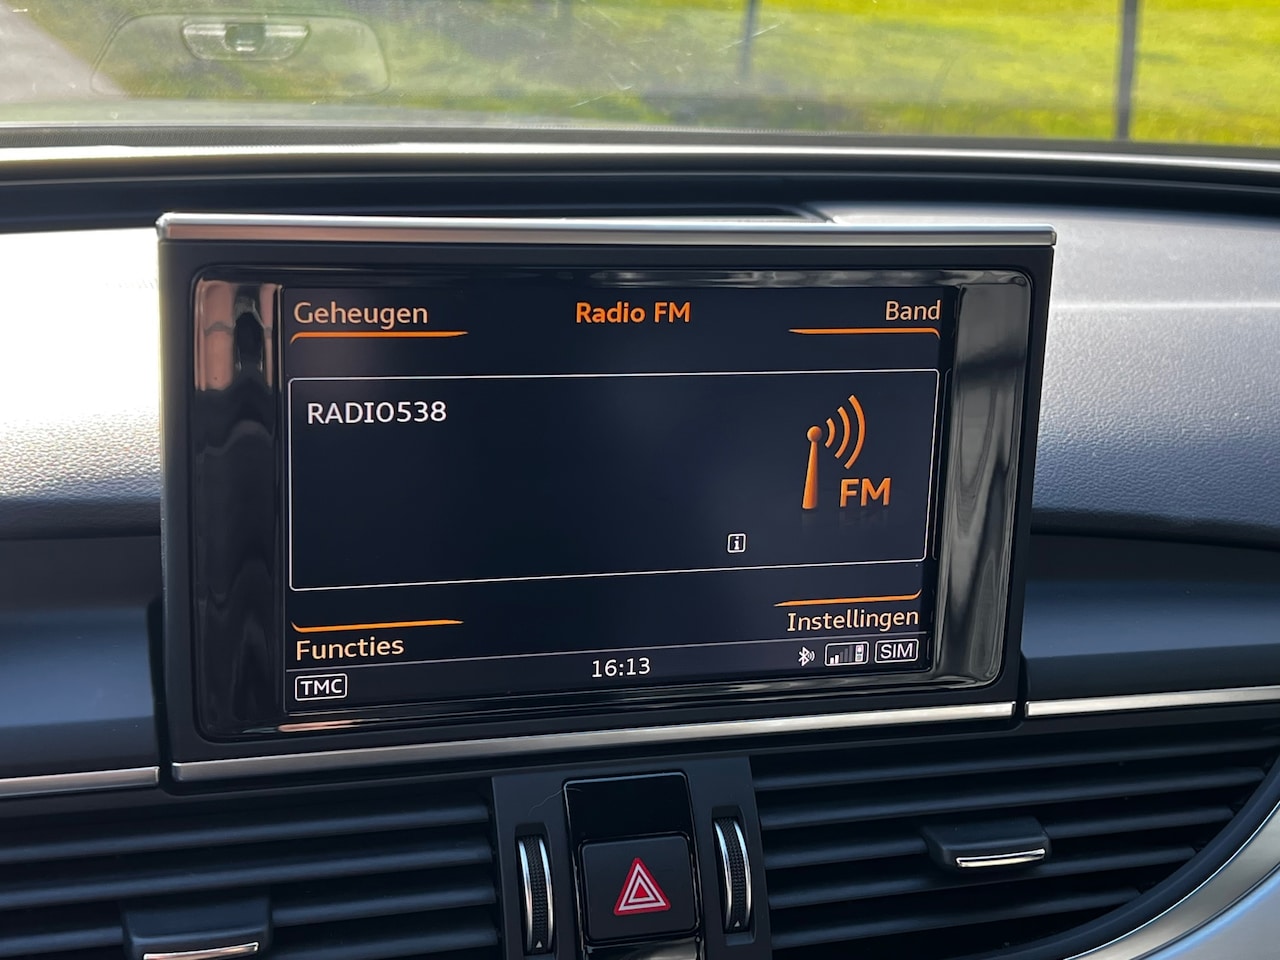 Geheugen Radio FM Band
RADIO538
FM
i
Functies Instellingen
TMC 16:13 SIM